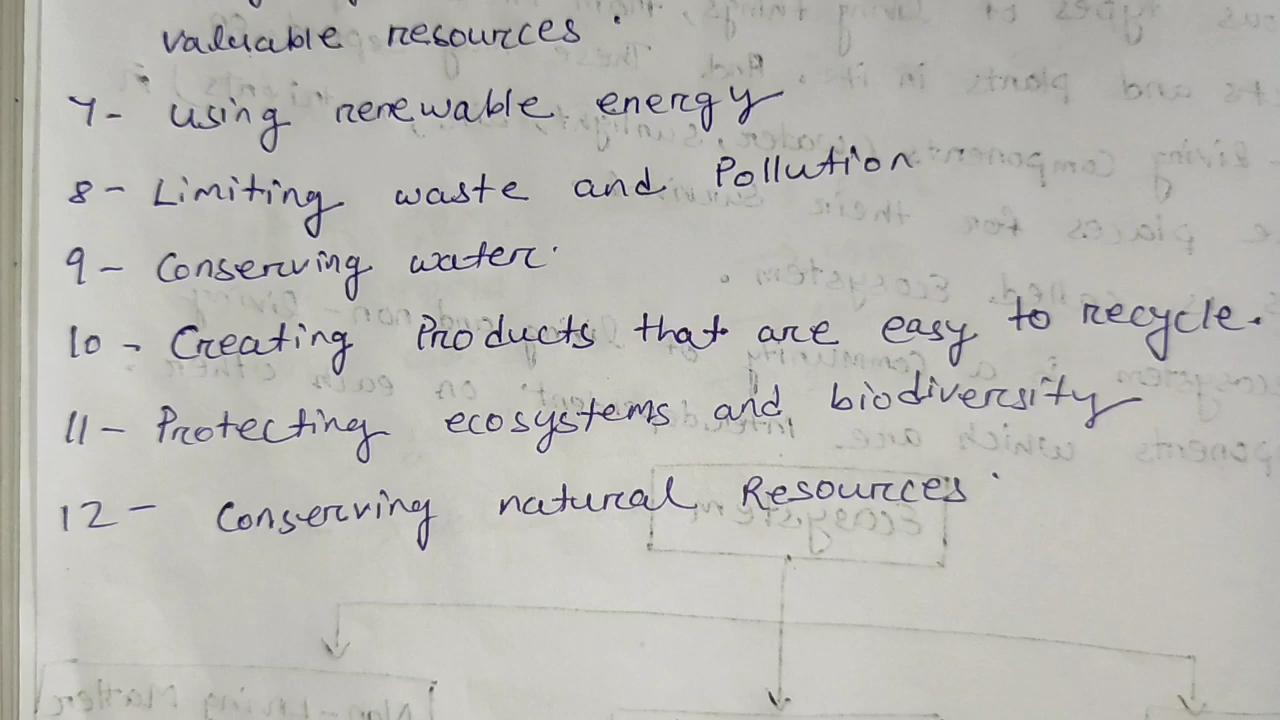 valuable resources.
7- using renewable energy
8- Limiting waste and Pollution
9- Conserving water.
10- Creating Products that are easy to recycle.
11- Protecting ecosystems and biodiversity
12- Conserving natural Resources.